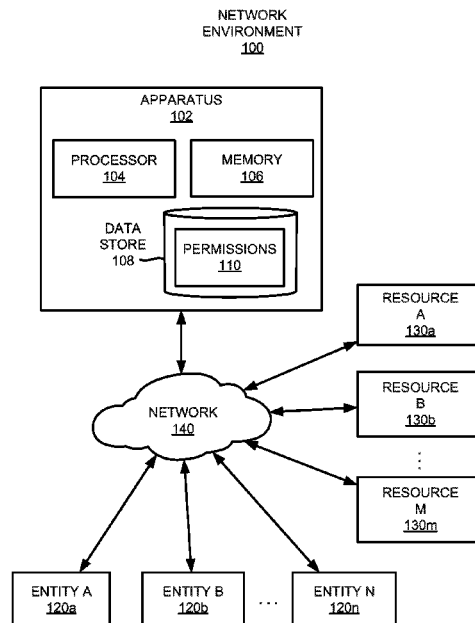 NETWORK
ENVIRONMENT
100
APPARATUS
102
PROCESSOR
104
MEMORY
106
DATA
STORE
108
PERMISSIONS
110
RESOURCE
A
130a
NETWORK
140
RESOURCE
B
130b
RESOURCE
M
130m
ENTITY A
120a
ENTITY B
120b
...
ENTITY N
120n